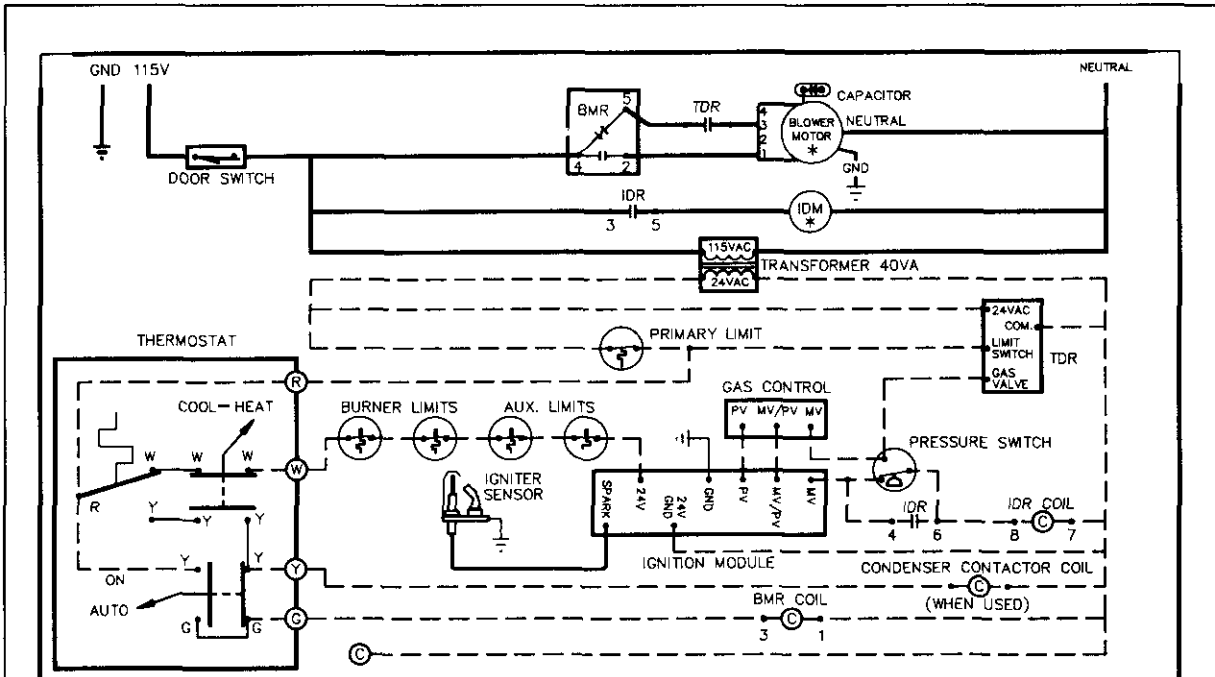 GND 115V
NEUTRAL
BMR
5
4
2
TDR
4
3
2
1
CAPACITOR
BLOWER
MOTOR
*
NEUTRAL
GND
DOOR SWITCH
IDR
3
5
IDM
*
115VAC
24VAC
TRANSFORMER 40VA
24VAC
COM.
LIMIT
SWITCH
GAS
VALVE
TDR
THERMOSTAT
PRIMARY LIMIT
R
COOL-HEAT
BURNER LIMITS
AUX. LIMITS
GAS CONTROL
PV
MV/PV
MV
PRESSURE SWITCH
W
W
W
W
R
IGNITER
SENSOR
SPARK
24V
24V
GND
GND
PV
MV/PV
MV
IGNITION MODULE
IDR
4
6
IDR COIL
8
C
7
Y
Y
Y
Y
Y
Y
ON
AUTO
CONDENSER CONTACTOR COIL
C
(WHEN USED)
G
G
G
BMR COIL
3
C
1
C